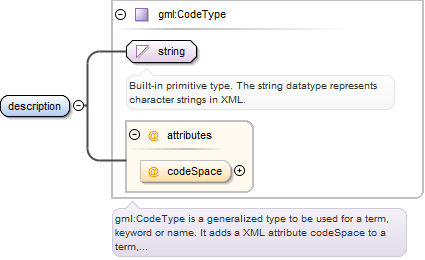 gml:CodeType
string
Built-in primitive type. The string datatype represents
character strings in XML.
description
@ attributes
@ codeSpace
gml:CodeType is a generalized type to be used for a term,
keyword or name. It adds a XML attribute codeSpace to a
term,...